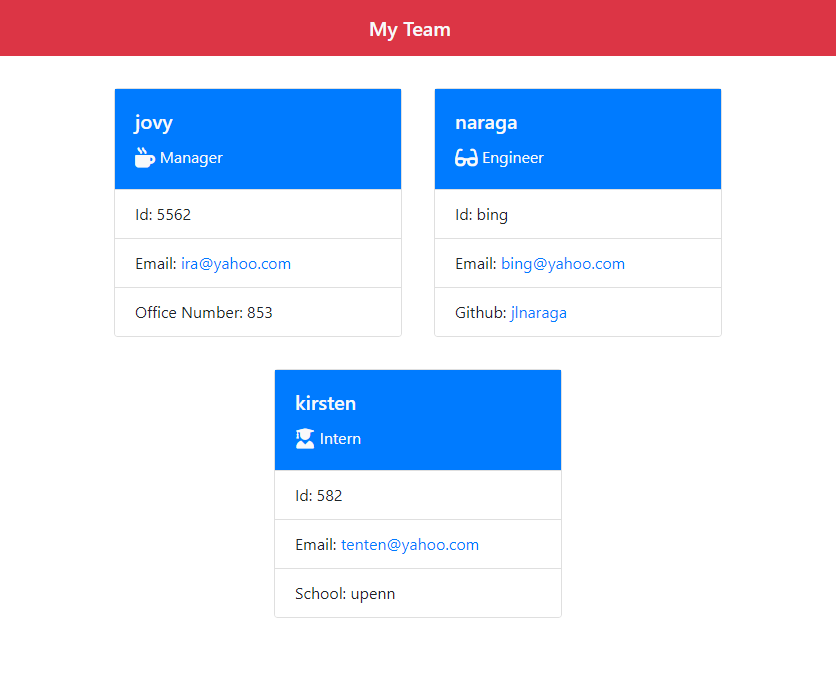 My Team
jovy
Manager
Id: 5562
Email: ira@yahoo.com
Office Number: 853
naraga
Engineer
Id: bing
Email: bing@yahoo.com
Github: jlnaraga
kirsten
Intern
Id: 582
Email: tenten@yahoo.com
School: upenn